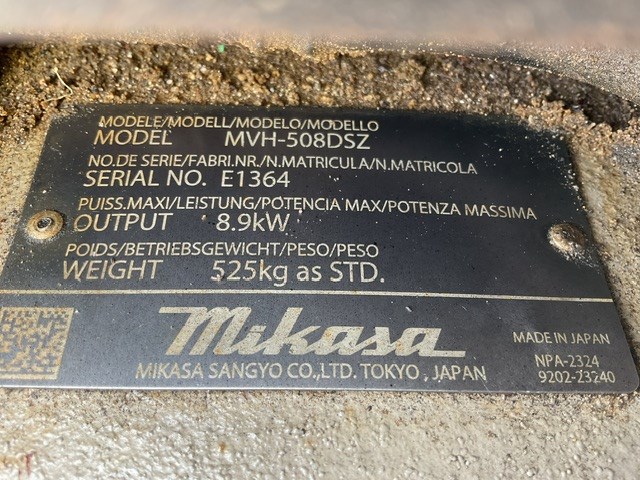 MODELE/MODELL/MODELO/MODELLO
MODEL MVH-508DSZ
NO.DE SERIE/FABRI.NR./N.MATRICULA/N.MATRICOLA
SERIAL NO. E1364
PUISS.MAXI/LEISTUNG/POTENCIA MAX/POTENZA MASSIMA
OUTPUT 8.9kW
POIDS/BETRIEBSGEWICHT/PESO/PESO
WEIGHT 525kg as STD.
Mikasa
MIKASA SANGYO CO.,LTD. TOKYO , JAPAN
MADE IN JAPAN
NPA-2324
9202-23240